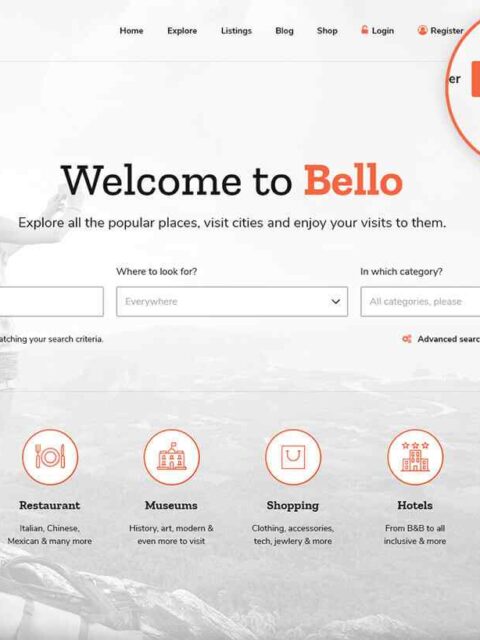 Home Explore Listings Blog Shop Login Register
er
Welcome to Bello
Explore all the popular places, visit cities and enjoy your visits to them.
Where to look for? In which category?
Everywhere All categories, please
atching your search criteria. Advanced searc
Restaurant Museums Shopping Hotels
Italian, Chinese, History, art, modern & Clothing, accessories, From B&B to all
Mexican & many more even more to visit tech, jewlery & more inclusive & more